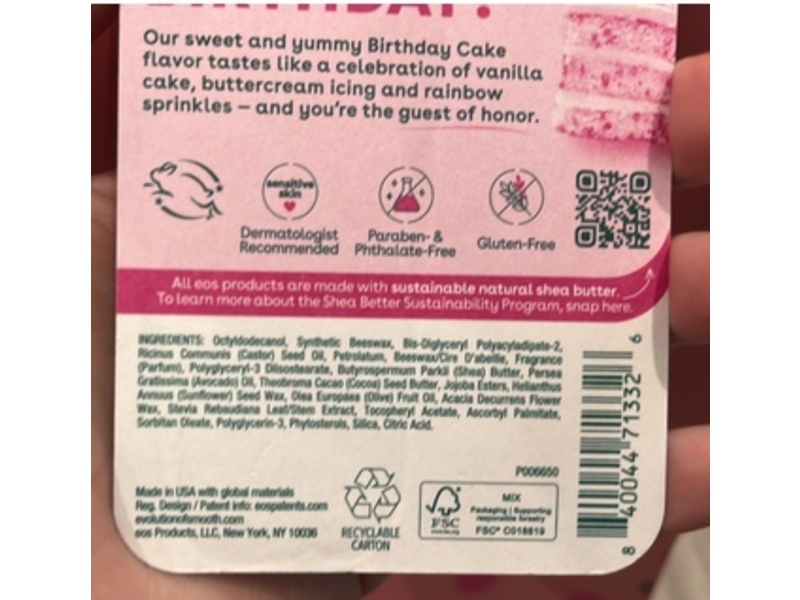 BIRTHDAY!
Our sweet and yummy Birthday Cake
flavor tastes like a celebration of vanilla
cake, buttercream icing and rainbow
sprinkles – and you're the guest of honor.
sensitive
skin
Dermatologist
Recommended
Paraben- &
Phthalate-Free
Gluten-Free
All eos products are made with sustainable natural shea butter.
To learn more about the Shea Better Sustainability Program, snap here.
INGREDIENTS: Octyldodecanol, Synthetic Beeswax, Bis-Diglyceryl Polyacyladipate-2,
Ricinus Communis (Castor) Seed Oil, Petrolatum, Beeswax/Cire D'abeille, Fragrance
(Parfum), Polyglyceryl-3 Diisostearate, Butyrospermum Parkii (Shea) Butter, Persea
Gratissima (Avocado) Oil, Theobroma Cacao (Cocoa) Seed Butter, Jojoba Esters, Helianthus
Annuus (Sunflower) Seed Wax, Olea Europaea (Olive) Fruit Oil, Acacia Decurrens Flower
Wax, Stevia Rebaudiana Leaf/Stem Extract, Tocopheryl Acetate, Ascorbyl Palmitate,
Sorbitan Oleate, Polyglycerin-3, Phytosterols, Silica, Citric Acid.
P006650
Made in USA with global materials
Reg. Design / Patent info: eospatents.com
evolutionofsmooth.com
eos Products, LLC, New York, NY 10036
RECYCLABLE
CARTON
FSC
MIX
Packaging | Supporting
responsible forestry
FSC® C018619
8 40044 71332 6